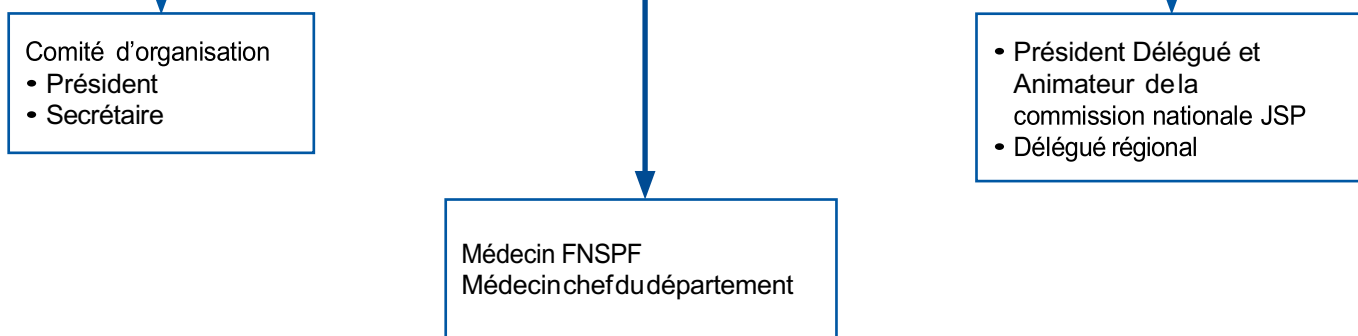 Comité d'organisation
• Président
• Secrétaire
• Président Délégué et
Animateur de la
commission nationale JSP
• Délégué régional
Médecin FNSPF
Médecin chef du département